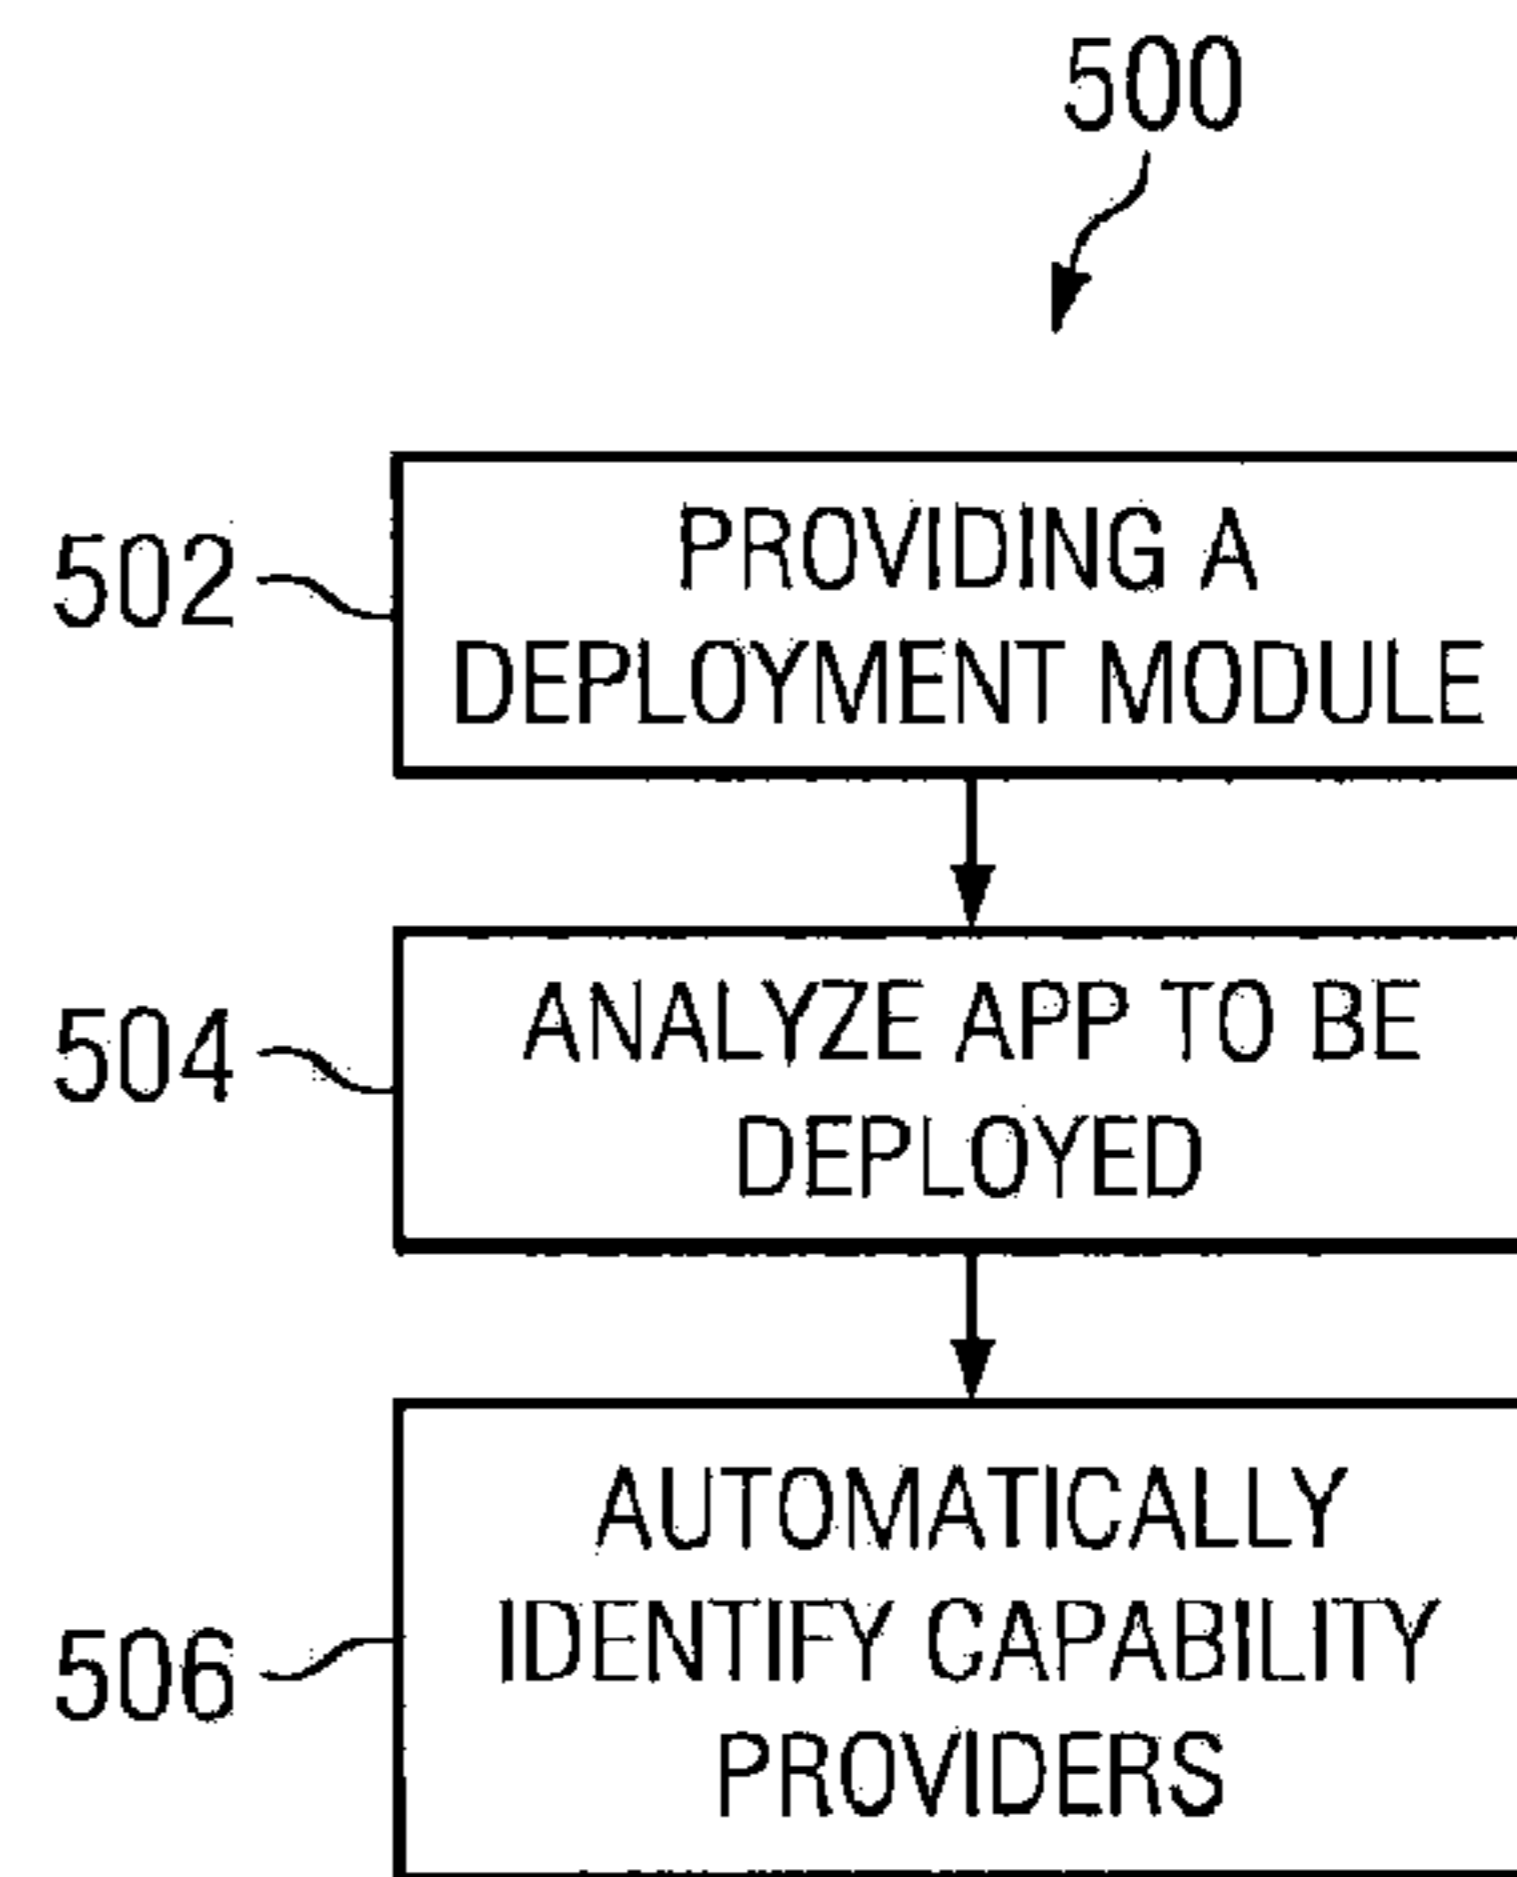 500
502
PROVIDING A
DEPLOYMENT MODULE
504
ANALYZE APP TO BE
DEPLOYED
506
AUTOMATICALLY
IDENTIFY CAPABILITY
PROVIDERS